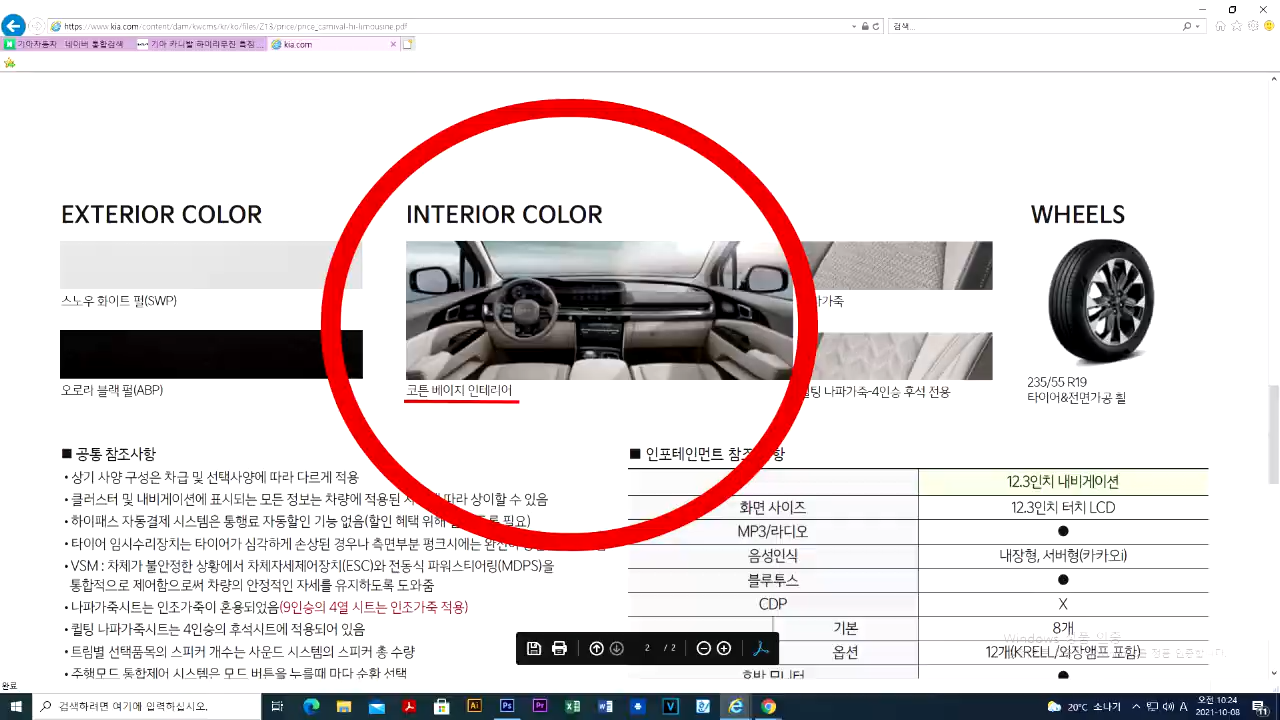 https://www.kia.com/content/dam/kwcms/kr/ko/files/Z13/price/price_carnival-hi-limousine.pdf
검색...
기아자동차 : 네이버 통합검색
기아 카니발 하이리무진 특장 ...
kia.com
EXTERIOR COLOR
INTERIOR COLOR
WHEELS
스노우 화이트 펄(SWP)
오로라 블랙 펄(ABP)
코튼 베이지 인테리어
가죽
나파가죽-4인승 후석 전용
235/55 R19
타이어&전면가공 휠
■ 공통 참조사항
• 상기 사양 구성은 차급 및 선택사양에 따라 다르게 적용
• 클러스터 및 내비게이션에 표시되는 모든 정보는 차량에 적용된 따라 상이할 수 있음
• 하이패스 자동결제 시스템은 통행료 자동할인 기능 없음(할인 혜택 위해 필요)
• 타이어 임시수리장치는 타이어가 심각하게 손상된 경우나 측면부분 펑크시에는
• VSM : 차체가 불안정한 상황에서 차체자세제어장치(ESC)와 전동식 파워스티어링(MDPS)을
통합적으로 제어함으로써 차량의 안정적인 자세를 유지하도록 도와줌
• 나파가죽시트는 인조가죽이 혼용되었음(9인승의 4열 시트는 인조가죽 적용)
• 퀼팅 나파가죽시트는 4인승의 후석시트에 적용되어 있음
• 트림별 선택품목의 스피커 개수는 사운드 시스템의 스피커 총 수량
• 주행모드 통합제어 시스템은 모드 버튼을 누를때 마다 순환 선택
■ 인포테인먼트 참조사항
12.3인치 내비게이션
화면 사이즈 12.3인치 터치 LCD
MP3/라디오 ●
음성인식 내장형, 서버형(카카오i)
블루투스 ●
CDP X
기본 8개
옵션 12개(KRELL/외장앰프 포함)
후방 모니터 ●
2 / 2
Windows 정품 인증
완료
검색하려면 여기에 입력하십시오.
20°C 소나기
A
오전 10:24
2021-10-08
11